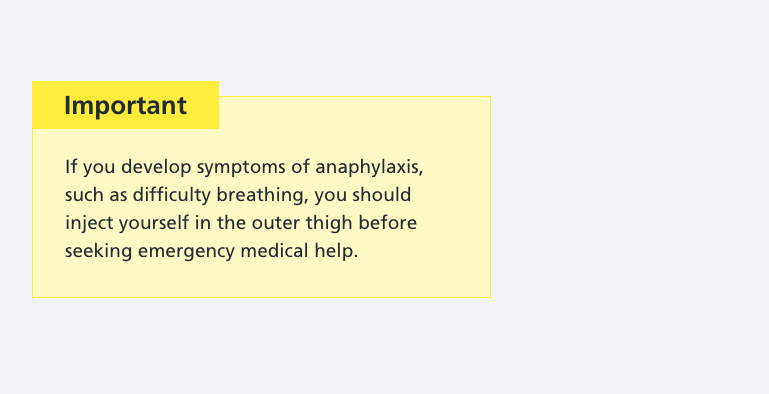 Important
If you develop symptoms of anaphylaxis,
such as difficulty breathing, you should
inject yourself in the outer thigh before
seeking emergency medical help.